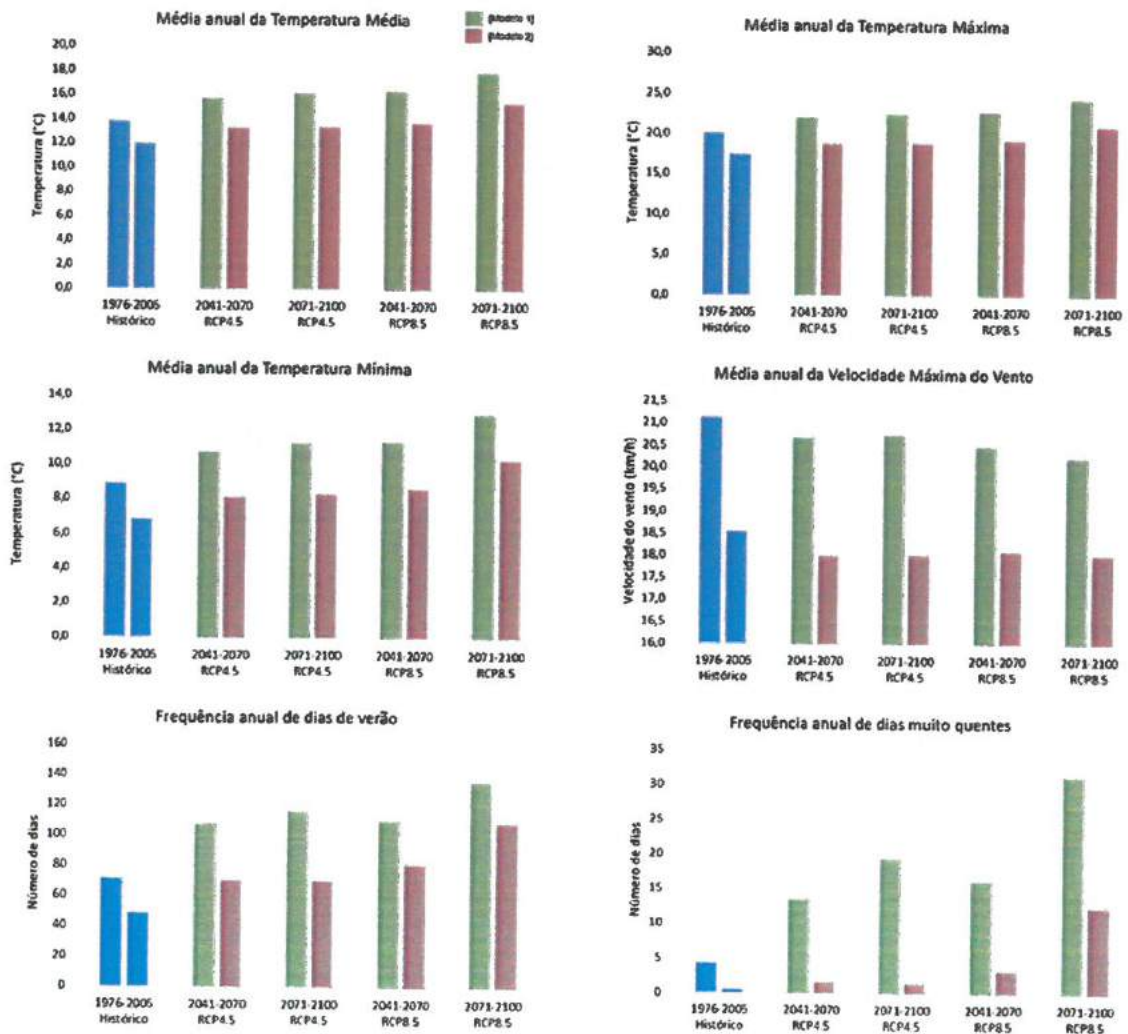 Média anual da Temperatura Média
(Modelo 1)
(Modelo 2)
20,0
18,0
16,0
14,0
12,0
10,0
8,0
6,0
4,0
2,0
0,0
Temperatura (°C)
1976-2005 2041-2070 2071-2100 2041-2070 2071-2100
Histórico RCP4.5 RCP4.5 RCP8.5 RCP8.5
Média anual da Temperatura Máxima
30,0
25,0
20,0
15,0
10,0
5,0
0,0
Temperatura (°C)
1976-2005 2041-2070 2071-2100 2041-2070 2071-2100
Histórico RCP4.5 RCP4.5 RCP8.5 RCP8.5
Média anual da Temperatura Mínima
14,0
12,0
10,0
8,0
6,0
4,0
2,0
0,0
Temperatura (°C)
1976-2005 2041-2070 2071-2100 2041-2070 2071-2100
Histórico RCP4.5 RCP4.5 RCP8.5 RCP8.5
Média anual da Velocidade Máxima do Vento
21,5
21,0
20,5
20,0
19,5
19,0
18,5
18,0
17,5
17,0
16,5
16,0
Velocidade do vento (km/h)
1976-2005 2041-2070 2071-2100 2041-2070 2071-2100
Histórico RCP4.5 RCP4.5 RCP8.5 RCP8.5
Frequência anual de dias de verão
160
140
120
100
80
60
40
20
0
Número de dias
1976-2005 2041-2070 2071-2100 2041-2070 2071-2100
Histórico RCP4.5 RCP4.5 RCP8.5 RCP8.5
Frequência anual de dias muito quentes
35
30
25
20
15
10
5
0
Número de dias
1976-2005 2041-2070 2071-2100 2041-2070 2071-2100
Histórico RCP4.5 RCP4.5 RCP8.5 RCP8.5